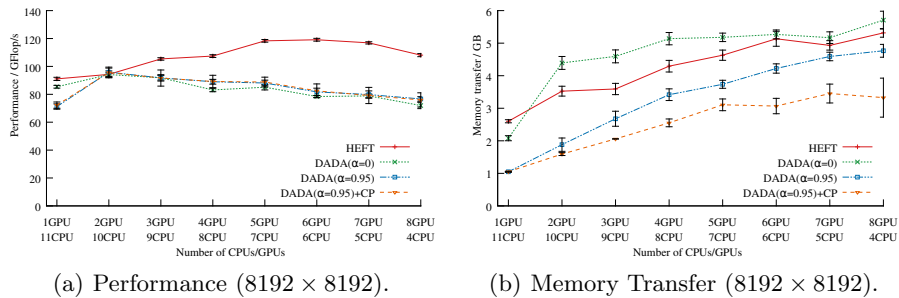 140
120
100
80
60
40
20
0
Performance / GFlop/s
HEFT
DADA(α=0)
DADA(α=0.95)
DADA(α=0.95)+CP
1GPU 2GPU 3GPU 4GPU 5GPU 6GPU 7GPU 8GPU
11CPU 10CPU 9CPU 8CPU 7CPU 6CPU 5CPU 4CPU
Number of CPUs/GPUs
(a) Performance (8192 × 8192).
6
5
4
3
2
1
0
Memory Transfer / GB
HEFT
DADA(α=0)
DADA(α=0.95)
DADA(α=0.95)+CP
1GPU 2GPU 3GPU 4GPU 5GPU 6GPU 7GPU 8GPU
11CPU 10CPU 9CPU 8CPU 7CPU 6CPU 5CPU 4CPU
Number of CPUs/GPUs
(b) Memory Transfer (8192 × 8192).